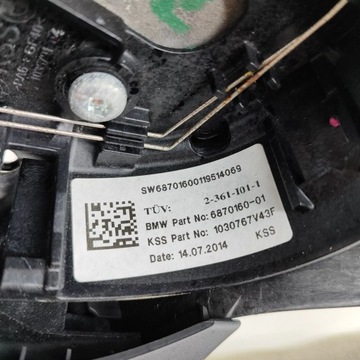 SW68701600119514069
TÜV: 2-361-101-1
BMW Part No: 6870160-01
KSS Part No: 1030767V43F
Date: 14.07.2014 KSS